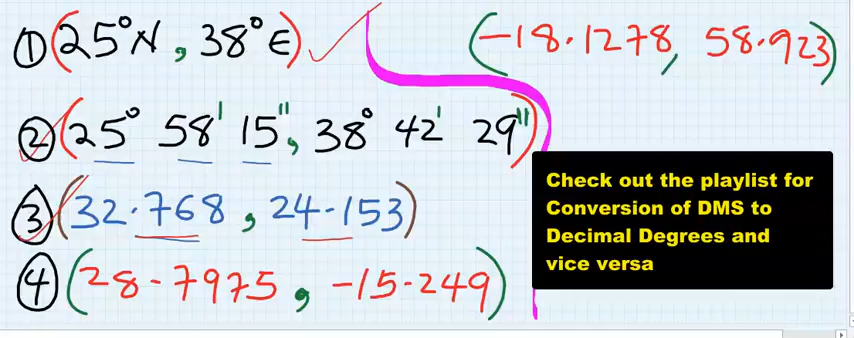 ① (25°N, 38°E) ✓
(-18.1278, 58.923)
② (25° 58' 15", 38° 42' 29")
③ (32.768, 24.153)
④ (28.7975, -15.249)
Check out the playlist for
Conversion of DMS to
Decimal Degrees and
vice versa